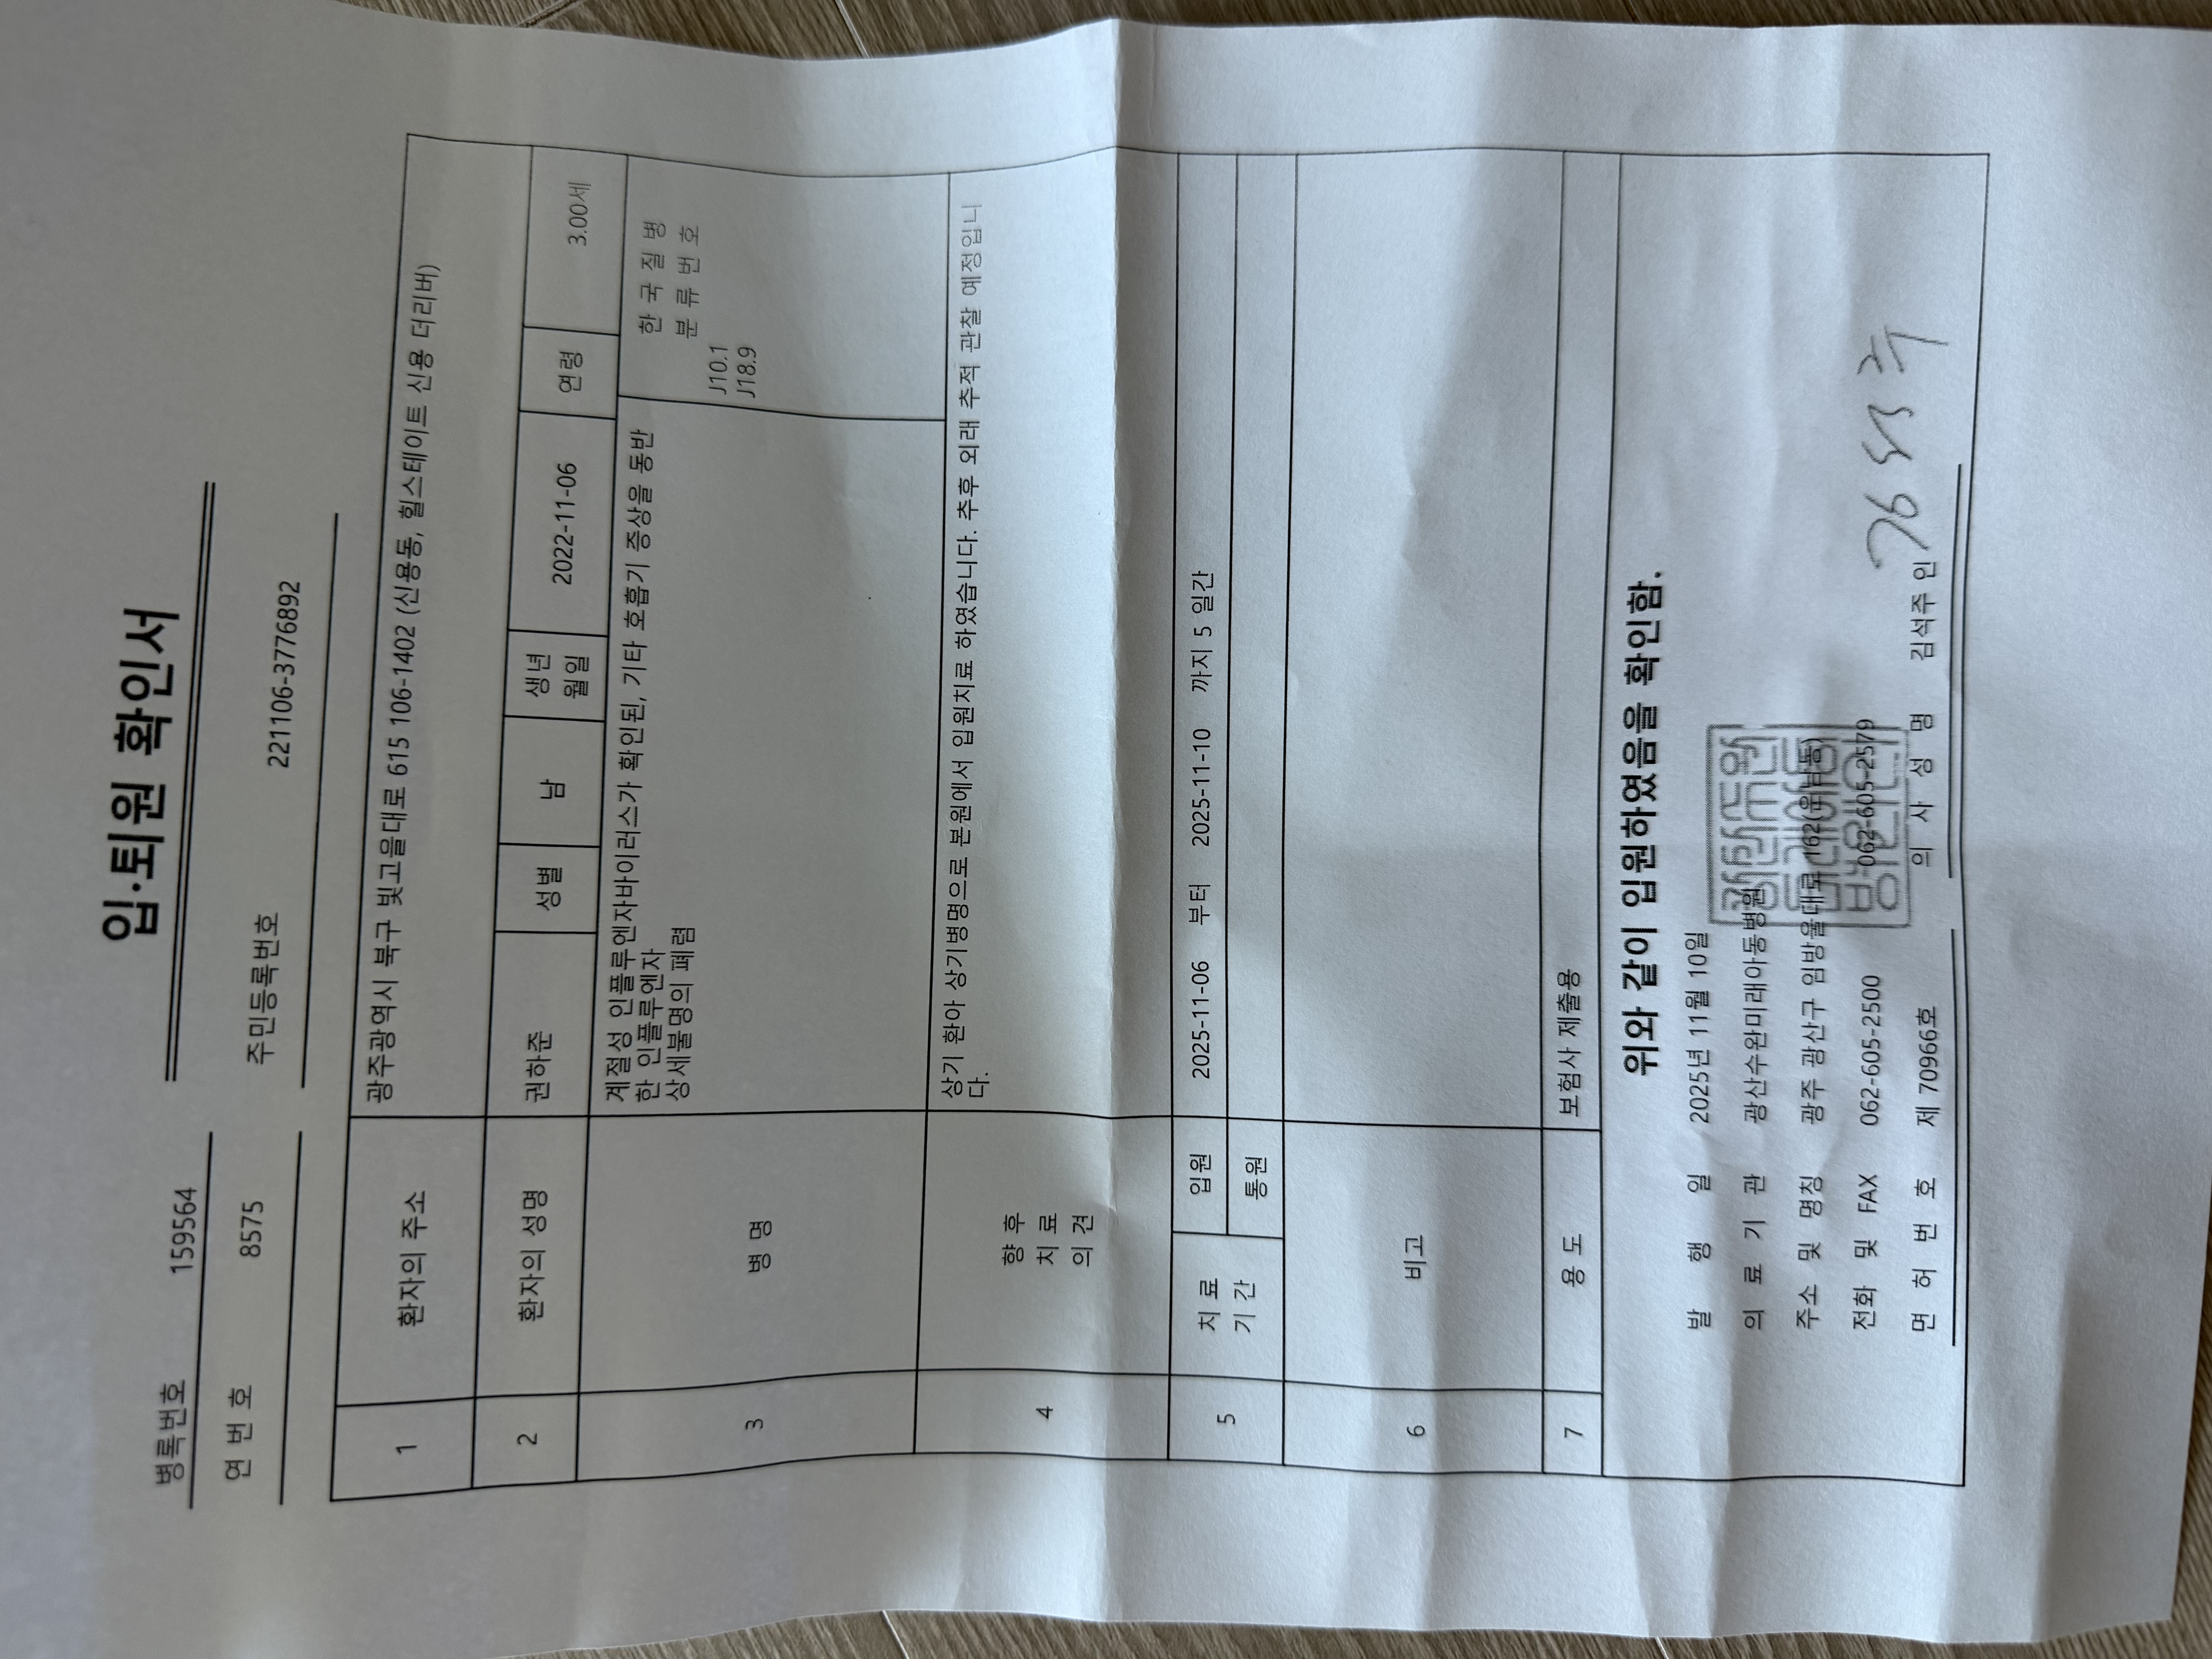 입·퇴원 확인서
병록번호 159564
연 번 호 8575
주민등록번호 221106-3776892
1 환자의 주소 광주광역시 북구 빛고을대로 615 106-1402 (신용동, 힐스테이트 신용 더리버)
2 환자의 성명 권하준 성별 남 생년월일 2022-11-06 연령 3.00세
3 병 명
계절성 인플루엔자바이러스가 확인된, 기타 호흡기 증상을 동반
한 인플루엔자
상세불명의 폐렴
한 국 질 병
분 류 번 호
J10.1
J18.9
4 향 후
치 료
의 견
상기 환아 상기병명으로 본원에서 입원치료 하였습니다. 추후 외래 추적 관찰 예정입니
다.
5 치 료
기 간
입원 2025-11-06 부터 2025-11-10 까지 5 일간
통원
6 비고
7 용 도 보험사 제출용
위와 같이 입원하였음을 확인함.
발 행 일 2025년 11월 10일
의 료 기 관 광산수완미래아동병원
주소 및 명칭 광주 광산구 임방울대로 162(운남동)
전화 및 FAX 062-605-2500 062-605-2579
면 허 번 호 제 70966호 의 사 성 명 김석주 인